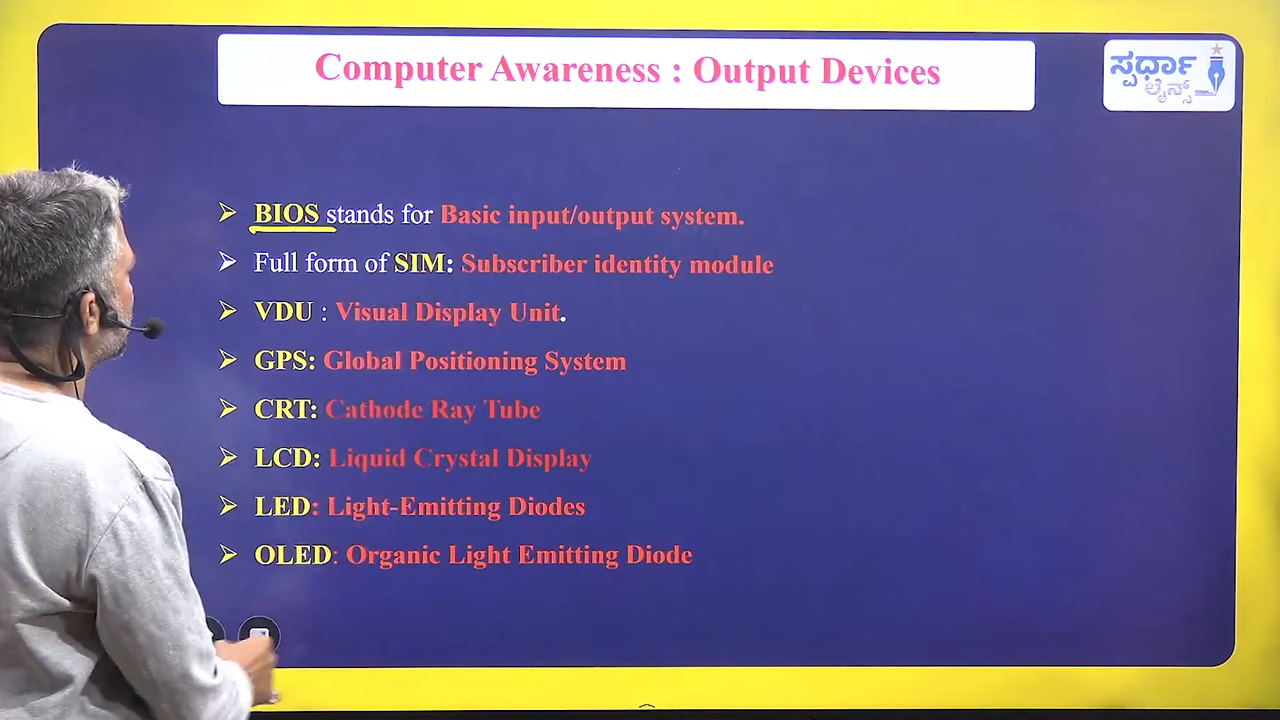 Computer Awareness : Output Devices
ಸ್ಪರ್ಧಾ
ಲೈನ್ಸ್
➢ BIOS stands for Basic input/output system.
➢ Full form of SIM: Subscriber identity module
➢ VDU : Visual Display Unit.
➢ GPS: Global Positioning System
➢ CRT: Cathode Ray Tube
➢ LCD: Liquid Crystal Display
➢ LED: Light-Emitting Diodes
➢ OLED: Organic Light Emitting Diode